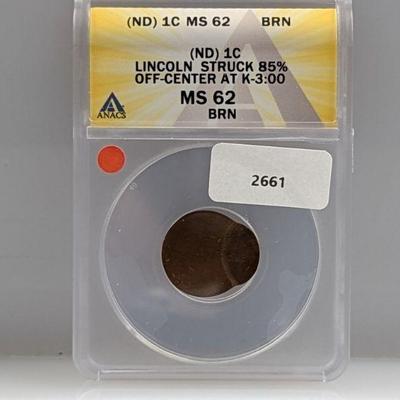 (ND) 1C MS 62 BRN
(ND) 1C
LINCOLN STRUCK 85%
OFF-CENTER AT K-3:00
MS 62
BRN
ANACS
2661